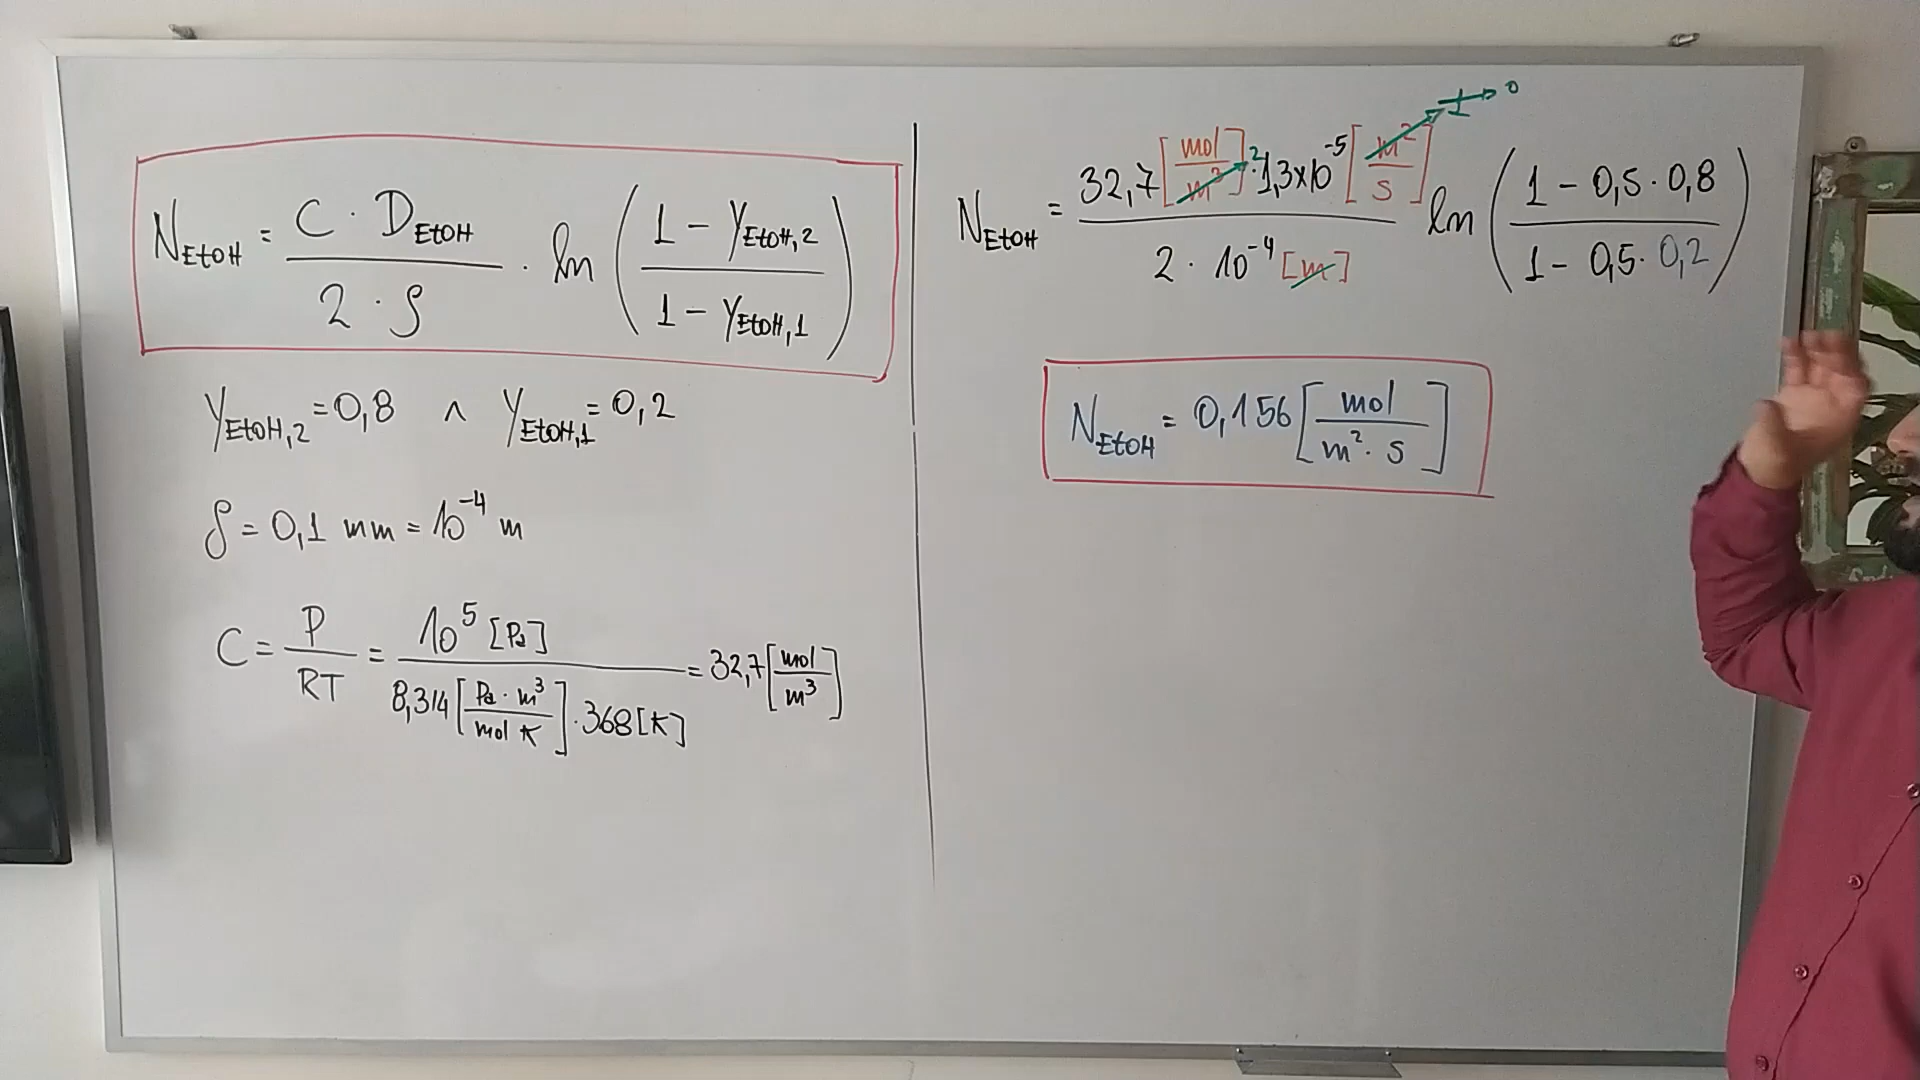 N_EtOH = (C · D_EtOH)/(2 · δ) · ln((1 - y_EtOH,2)/(1 - y_EtOH,1))
y_EtOH,2 = 0,8 ∧ y_EtOH,1 = 0,2
δ = 0,1 mm = 10^-4 m
C = P/RT = 10^5 [Pa]/(8,314 [Pa · m^3/mol K] · 368 [K]) = 32,7 [mol/m^3]
N_EtOH = (32,7 [mol/m^3]^2 · 1,3x10^-5 [m^2/s] 1 0)/(2 · 10^-4 [m]) ln((1 - 0,5 · 0,8)/(1 - 0,5 · 0,2))
N_EtOH = 0,156 [mol/m^2 · s]